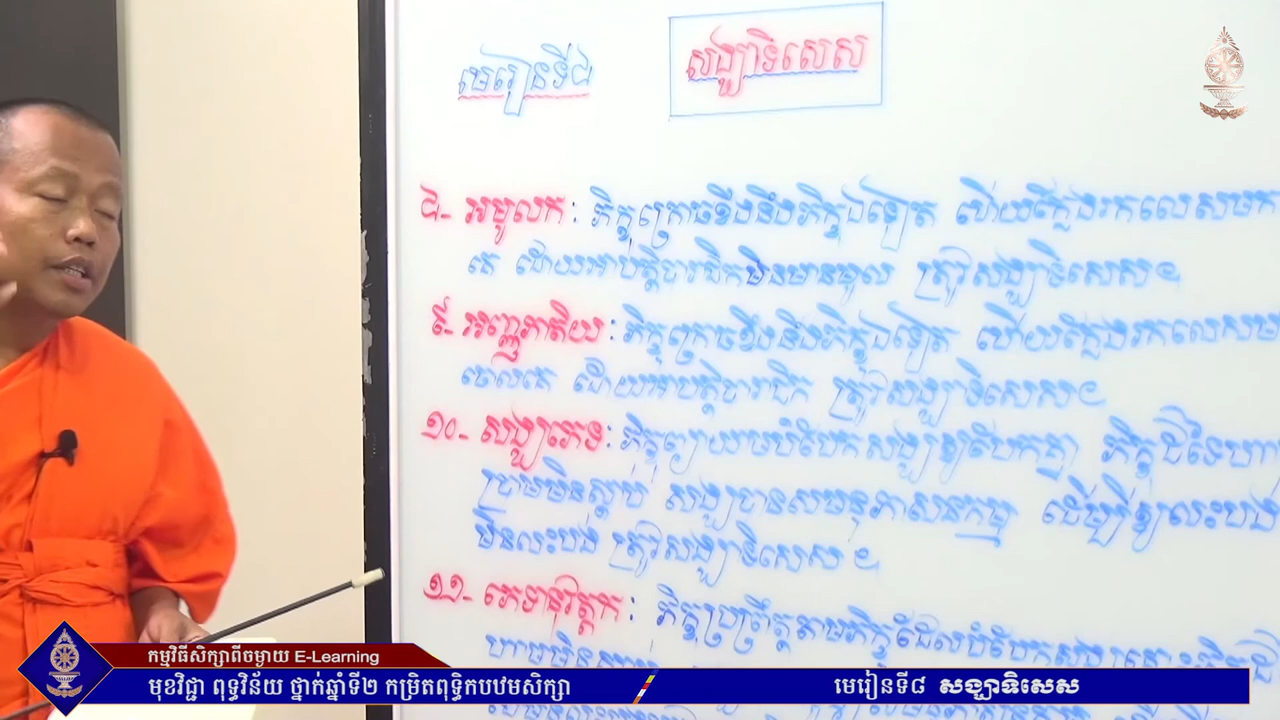 មេរៀនទី៨
សង្ឃាទិសេស
៨- អមូលក: ភិក្ខុក្រោធខឹងនឹងភិក្ខុឯទៀត ហើយក្លែងរកលេសមក
គេ ដោយអាបត្តិបារាជិកមិនមានមូល ត្រូវសង្ឃាទិសេស។
៩- អញ្ញភាគិយ: ភិក្ខុក្រោធខឹងនឹងភិក្ខុឯទៀត ហើយក្លែងរកលេសមក
ចោទគេ ដោយអាបត្តិបារាជិក ត្រូវសង្ឃាទិសេស។
១០- សង្ឃភេទ: ភិក្ខុព្យាយាមបំបែកសង្ឃឲ្យបែកគ្នា ភិក្ខុដទៃហាម
ប្រាមមិនស្តាប់ សង្ឃបានសមនុភាសនកម្ម ដើម្បីឲ្យលះបង់
មិនលះបង់ ត្រូវសង្ឃាទិសេស។
១១- ភេទានុវត្តក: ភិក្ខុប្រព្រឹត្តតាមភិក្ខុដែលបំបែក
ហាមមិនស្តាប់
កម្មវិធីសិក្សាពីចម្ងាយ E-Learning
មុខវិជ្ជា ពុទ្ធវិន័យ ថ្នាក់ឆ្នាំទី២ កម្រិតពុទ្ធិកបឋមសិក្សា
មេរៀនទី៨ សង្ឃាទិសេស